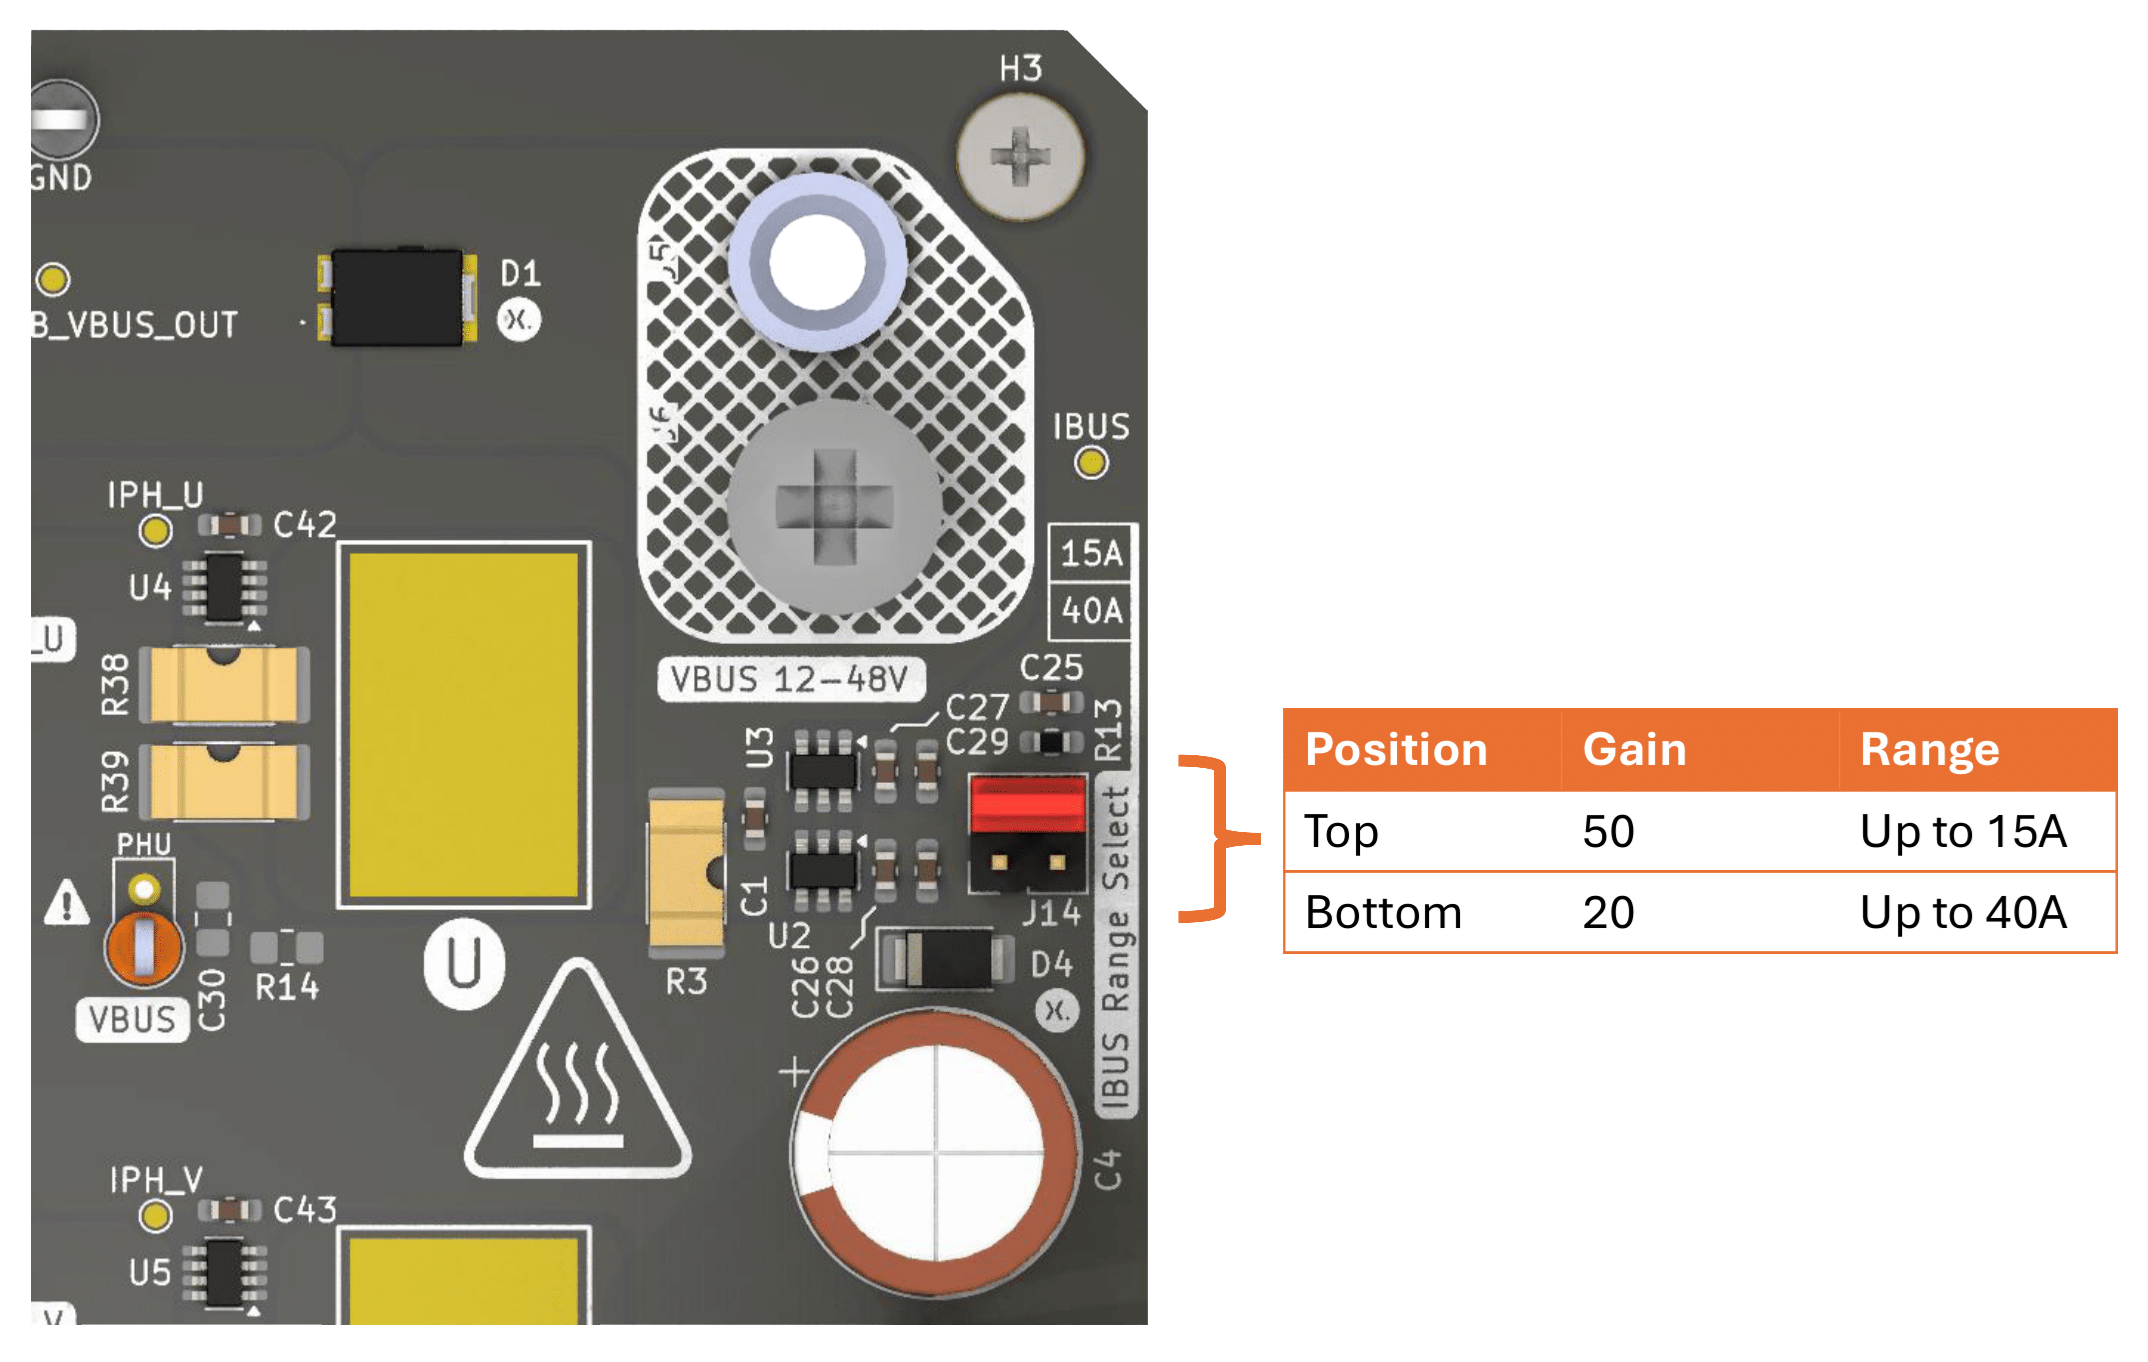 H3
GND
J5
D1
B_VBUS_OUT
J6
IBUS
IPH_U
C42
15A
U4
40A
_U
C25
VBUS 12-48V
R38
C27
R13
C29
U3
R39
PHU
C1
J14
U2
R3
D4
C26
C28
IBUS Range Select
C30
R14
VBUS
U
+
C4
IPH_V
C43
U5
V
Position Gain Range
Top 50 Up to 15A
Bottom 20 Up to 40A